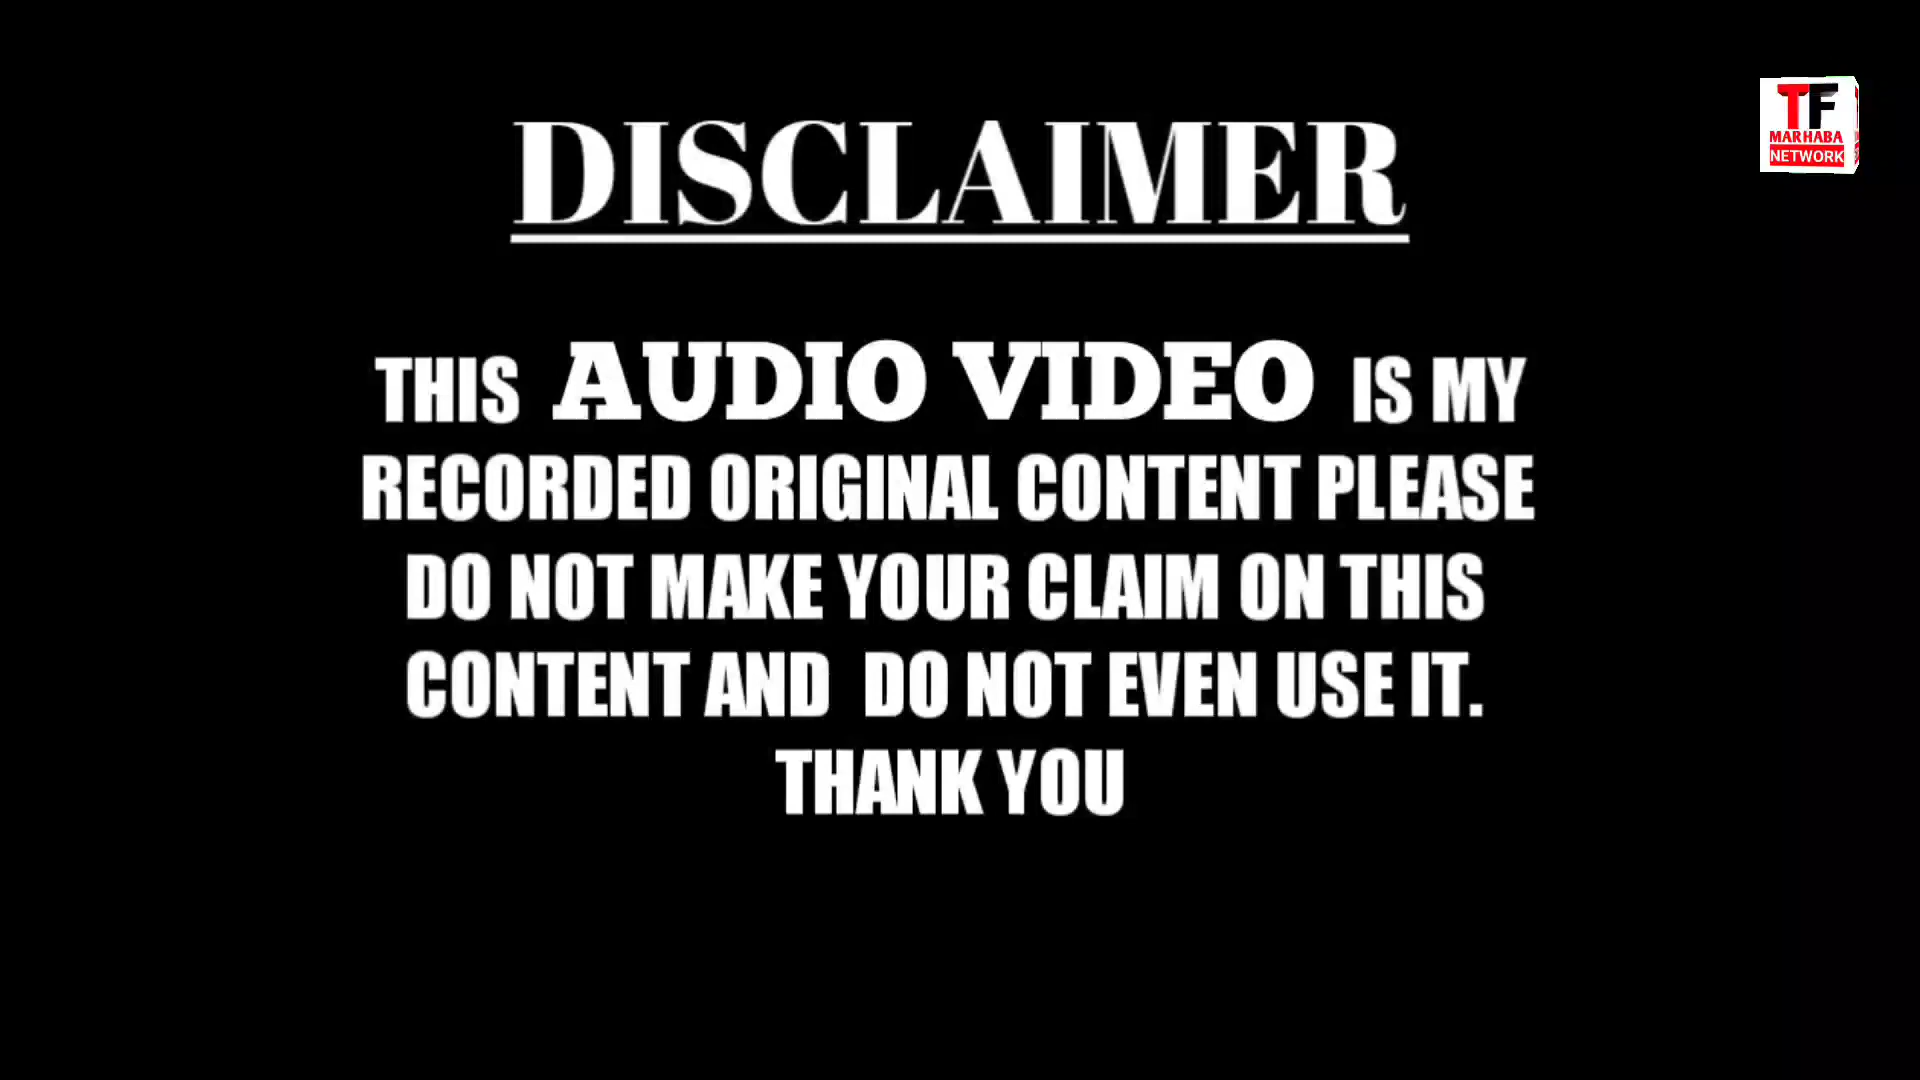 DISCLAIMER
THIS AUDIO VIDEO IS MY
RECORDED ORIGINAL CONTENT PLEASE
DO NOT MAKE YOUR CLAIM ON THIS
CONTENT AND DO NOT EVEN USE IT.
THANK YOU
TF
MARHABA
NETWORK